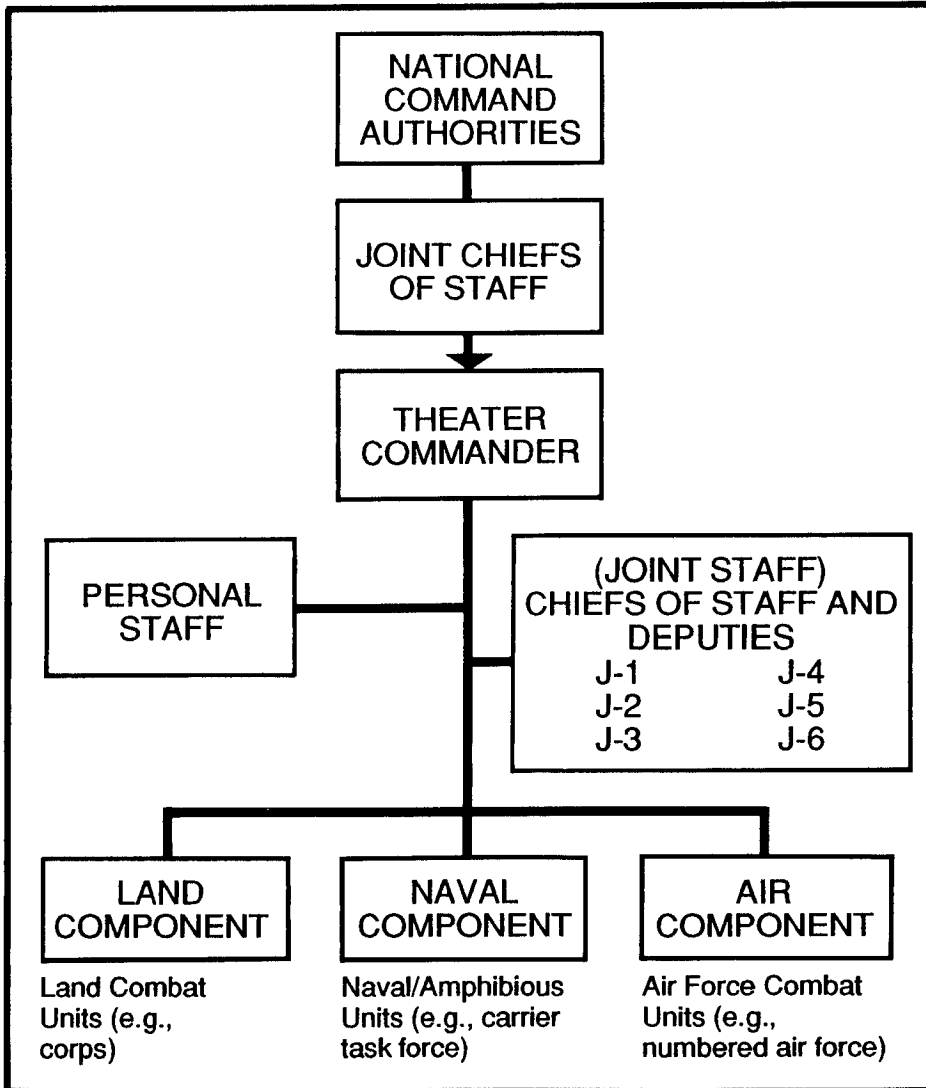 NATIONAL
COMMAND
AUTHORITIES
JOINT CHIEFS
OF STAFF
THEATER
COMMANDER
PERSONAL
STAFF
(JOINT STAFF)
CHIEFS OF STAFF AND
DEPUTIES
J-1 J-4
J-2 J-5
J-3 J-6
LAND
COMPONENT
NAVAL
COMPONENT
AIR
COMPONENT
Land Combat
Units (e.g.,
corps)
Naval/Amphibious
Units (e.g., carrier
task force)
Air Force Combat
Units (e.g.,
numbered air force)